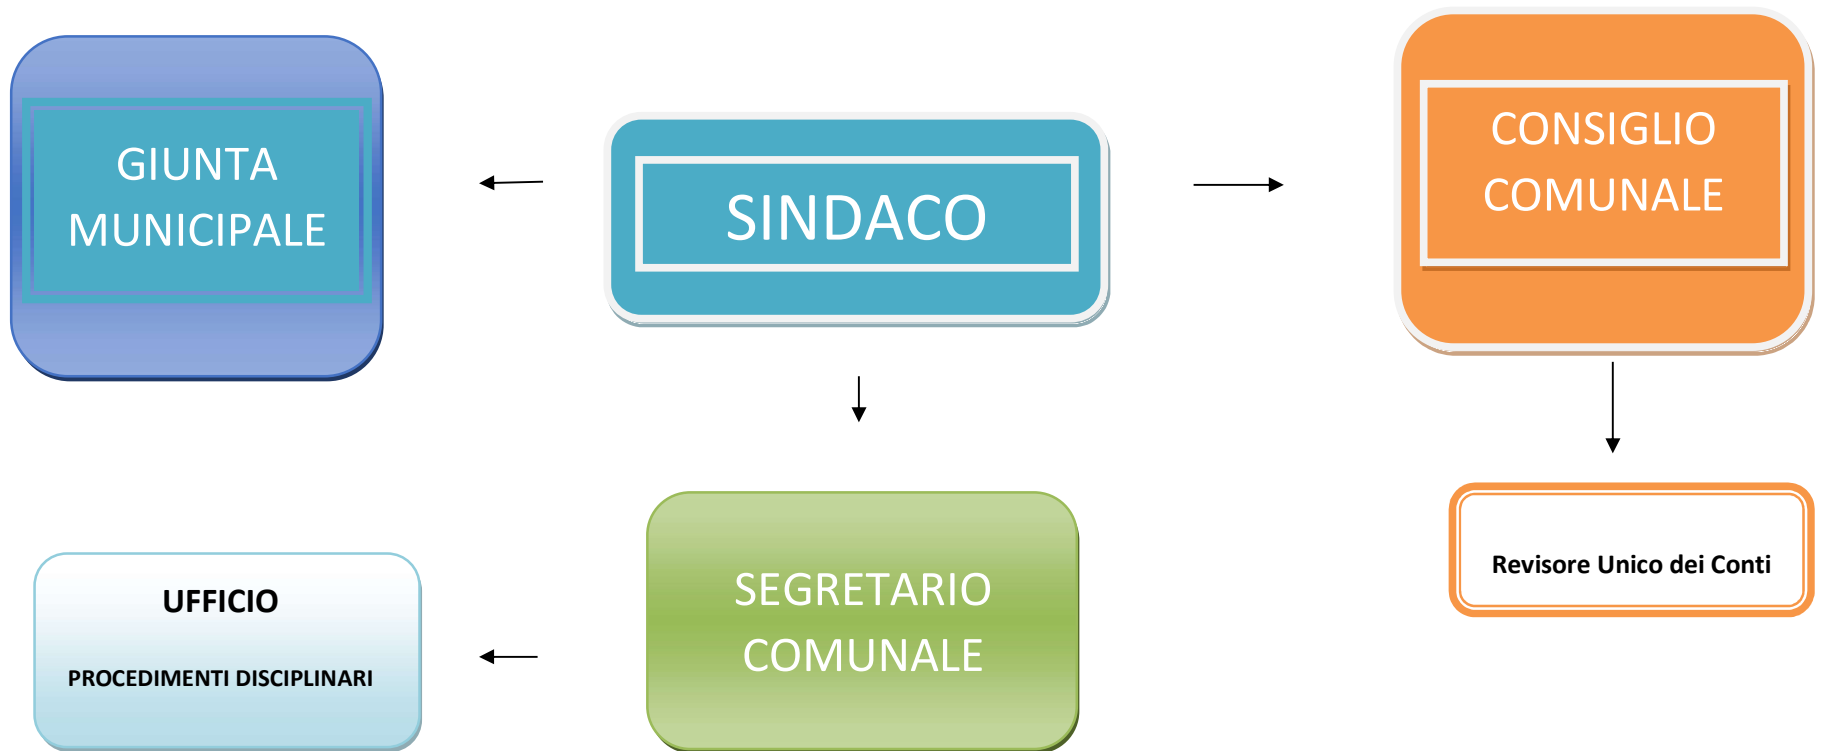 GIUNTA
MUNICIPALE
SINDACO
CONSIGLIO
COMUNALE
UFFICIO
PROCEDIMENTI DISCIPLINARI
SEGRETARIO
COMUNALE
Revisore Unico dei Conti